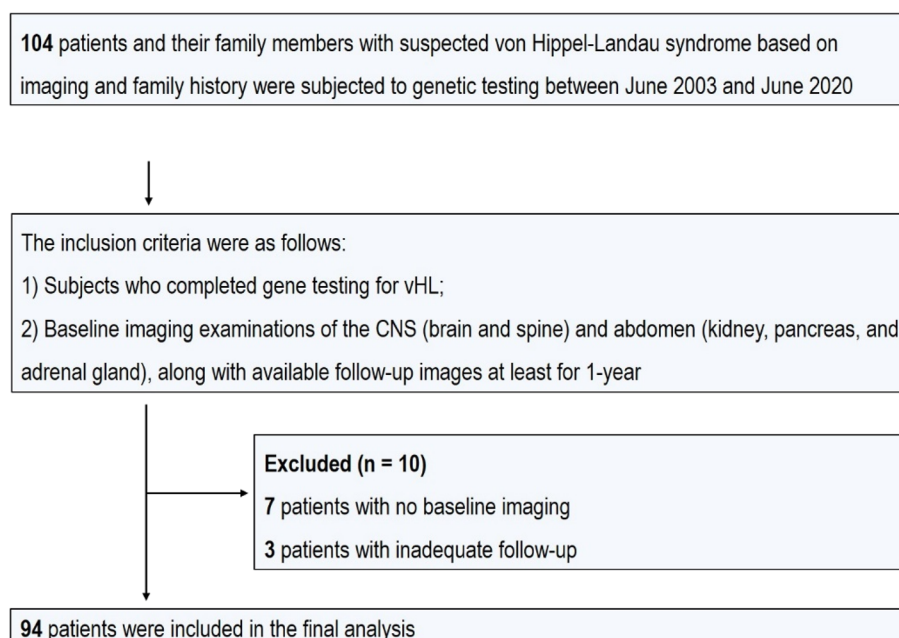 104 patients and their family members with suspected von Hippel-Landau syndrome based on
imaging and family history were subjected to genetic testing between June 2003 and June 2020
The inclusion criteria were as follows:
1) Subjects who completed gene testing for vHL;
2) Baseline imaging examinations of the CNS (brain and spine) and abdomen (kidney, pancreas, and
adrenal gland), along with available follow-up images at least for 1-year
Excluded (n = 10)
7 patients with no baseline imaging
3 patients with inadequate follow-up
94 patients were included in the final analysis